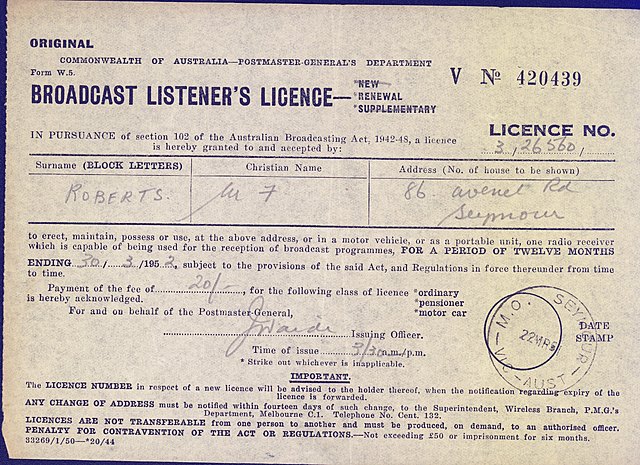 ORIGINAL
COMMONWEALTH OF AUSTRALIA—POSTMASTER-GENERAL'S DEPARTMENT
Form W.5.
V No 420439
BROADCAST LISTENER'S LICENCE—
*NEW
*RENEWAL
*SUPPLEMENTARY
IN PURSUANCE of section 102 of the Australian Broadcasting Act, 1942-48, a licence
is hereby granted to and accepted by:
LICENCE NO.
3,26560,
Surname (BLOCK LETTERS) Christian Name Address (No. of house to be shown)
ROBERTS. M F 86 Avenel Rd
Seymour
to erect, maintain, possess or use, at the above address, or in a motor vehicle, or as a portable unit, one radio receiver
which is capable of being used for the reception of broadcast programmes, FOR A PERIOD OF TWELVE MONTHS
ENDING 30/3/1952, subject to the provisions of the said Act, and Regulations in force thereunder from time
to time.
Payment of the fee of 20/-, for the following class of licence *ordinary
is hereby acknowledged. *pensioner
For and on behalf of the Postmaster-General, *motor car
Issuing Officer.
Time of issue 3/30 a.m./p.m.
* Strike out whichever is inapplicable.
M.O. SEYMOUR
22MR5
VIC-AUST
DATE
STAMP
IMPORTANT.
The LICENCE NUMBER in respect of a new licence will be advised to the holder thereof, when the notification regarding expiry of the
licence is forwarded.
ANY CHANGE OF ADDRESS must be notified within fourteen days of such change, to the Superintendent, Wireless Branch, P.M.G.'s
Department, Melbourne C.1. Telephone No. Cent. 132.
LICENCES ARE NOT TRANSFERABLE from one person to another and must be produced, on demand, to an authorised officer.
PENALTY FOR CONTRAVENTION OF THE ACT OR REGULATIONS.—Not exceeding £50 or imprisonment for six months.
33269/1/50—*20/44